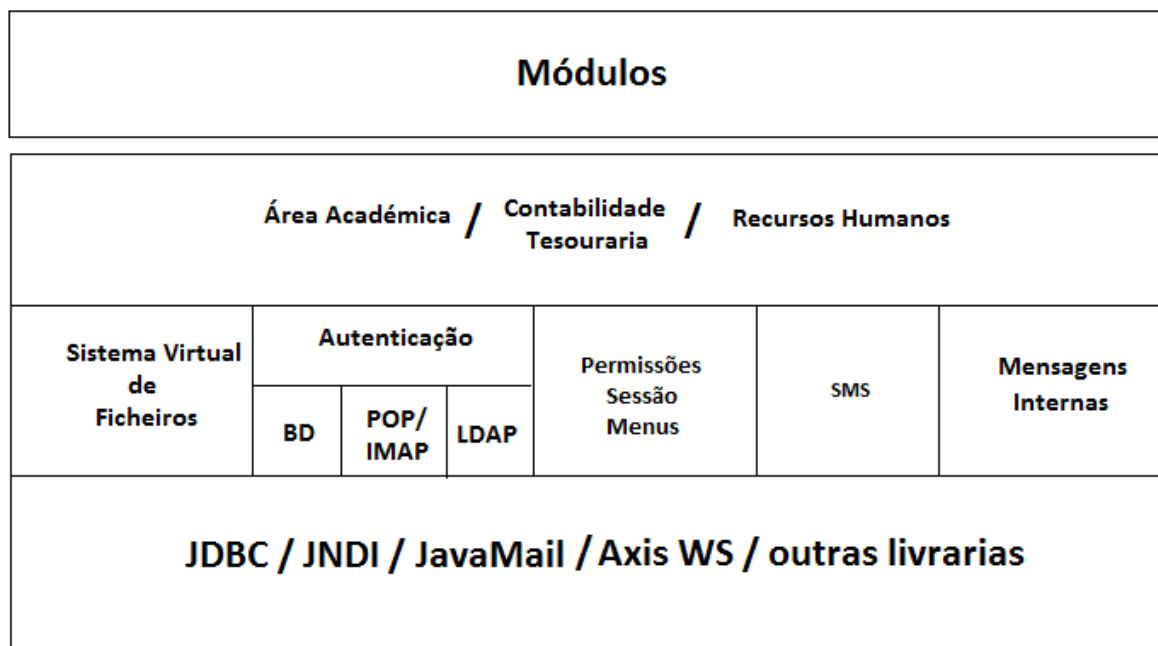 Módulos
Área Académica / Contabilidade Tesouraria / Recursos Humanos
Sistema Virtual
de
Ficheiros
Autenticação
BD
POP/
IMAP
LDAP
Permissões
Sessão
Menus
SMS
Mensagens
Internas
JDBC / JNDI / JavaMail / Axis WS / outras livrarias